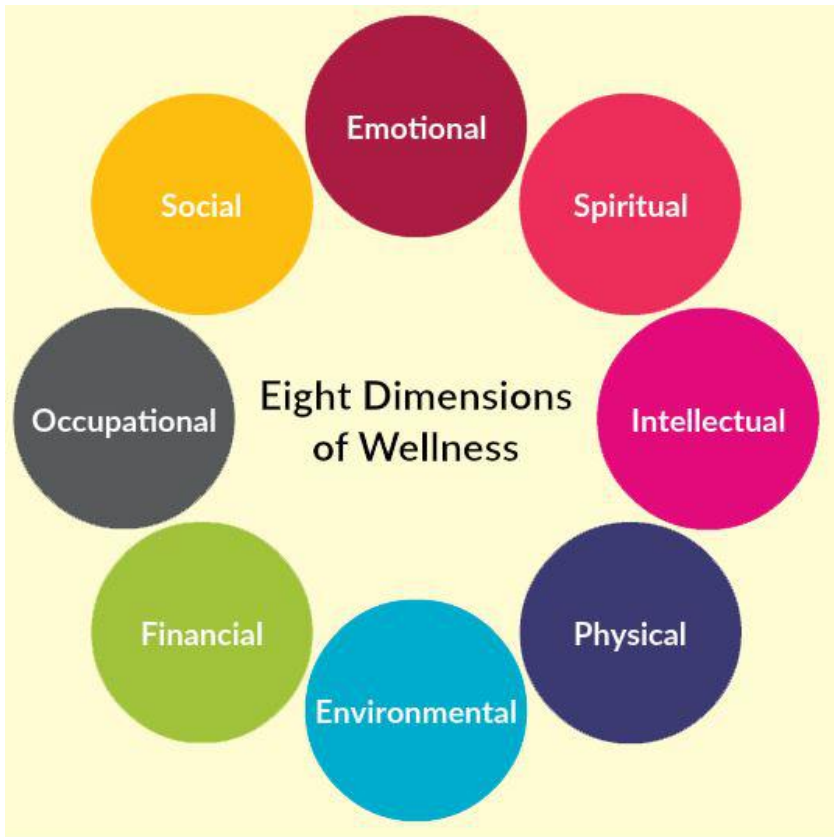 Emotional
Social
Spiritual
Eight Dimensions
of Wellness
Occupational
Intellectual
Financial
Physical
Environmental